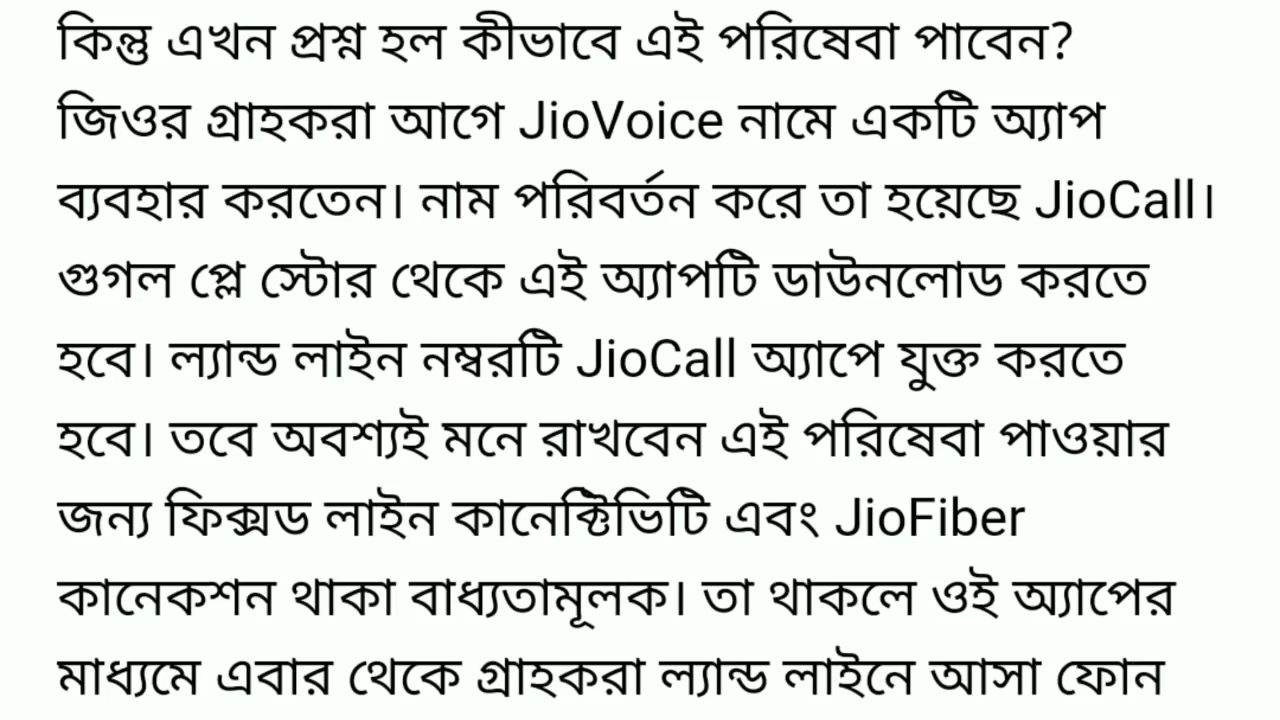 কিন্তু এখন প্রশ্ন হল কীভাবে এই পরিষেবা পাবেন?
জিওর গ্রাহকরা আগে JioVoice নামে একটি অ্যাপ
ব্যবহার করতেন। নাম পরিবর্তন করে তা হয়েছে JioCall।
গুগল প্লে স্টোর থেকে এই অ্যাপটি ডাউনলোড করতে
হবে। ল্যান্ড লাইন নম্বরটি JioCall অ্যাপে যুক্ত করতে
হবে। তবে অবশ্যই মনে রাখবেন এই পরিষেবা পাওয়ার
জন্য ফিক্সড লাইন কানেক্টিভিটি এবং JioFiber
কানেকশন থাকা বাধ্যতামূলক। তা থাকলে ওই অ্যাপের
মাধ্যমে এবার থেকে গ্রাহকরা ল্যান্ড লাইনে আসা ফোন